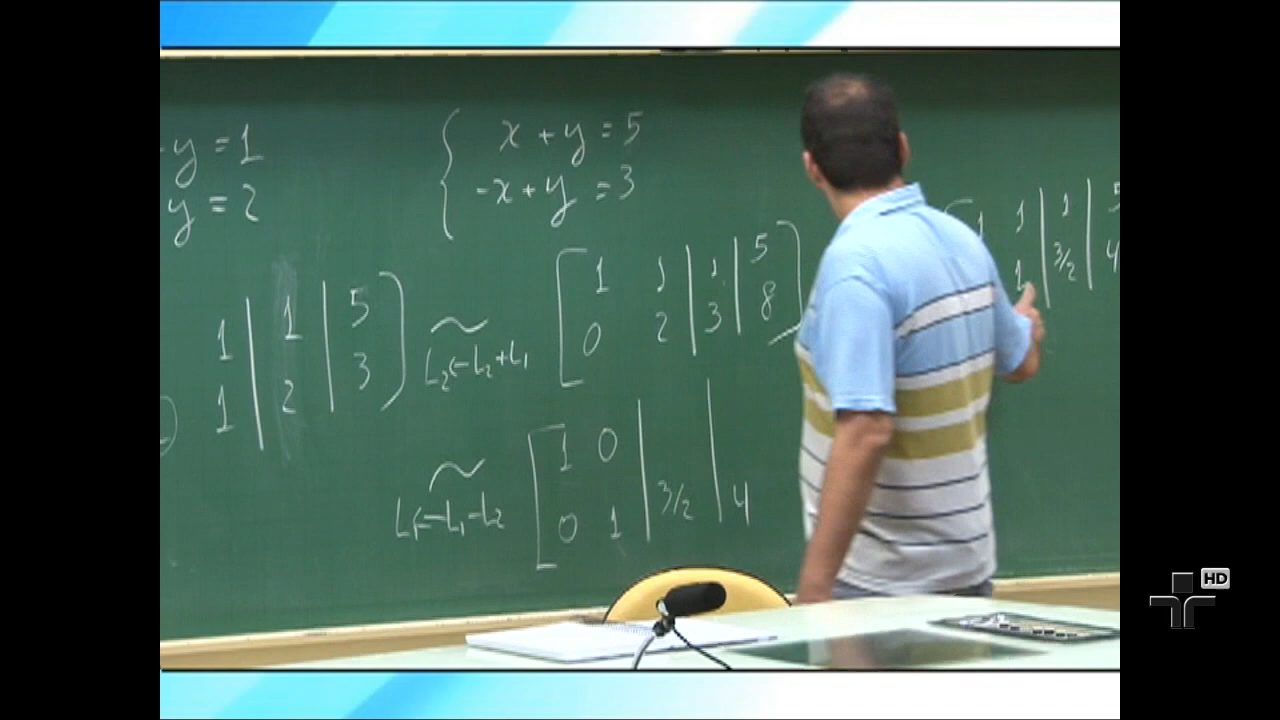 -y = 1
y = 2
x + y = 5
-x + y = 3
1 | 1 | 5
1 | 2 | 3
~
L₂←L₂+L₁
1 1 | 1 | 5
0 2 | 3 | 8
1 1 | 1 | 5
1 | 3/2 | 4
~
L₁←L₁-L₂
1 0 | |
0 1 | 3/2 | 4
HD